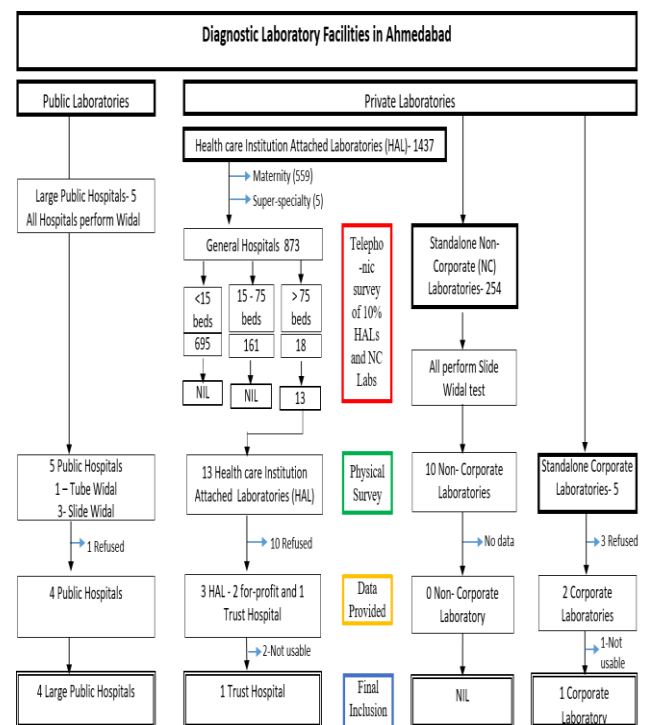 Diagnostic Laboratory Facilities in Ahmedabad
Public Laboratories
Private Laboratories
Health care Institution Attached Laboratories (HAL)- 1437
Maternity (559)
Super-specialty (5)
Large Public Hospitals- 5
All Hospitals perform Widal
General Hospitals 873
<15
beds
15 - 75
beds
> 75
beds
695
161
18
NIL
NIL
13
Telepho
-nic
survey
of 10%
HALs
and NC
Labs
Standalone Non-
Corporate (NC)
Laboratories- 254
All perform Slide
Widal test
5 Public Hospitals
1 – Tube Widal
3- Slide Widal
13 Health care Institution
Attached Laboratories (HAL)
Physical
Survey
10 Non- Corporate
Laboratories
Standalone Corporate
Laboratories- 5
1 Refused
10 Refused
No data
3 Refused
4 Public Hospitals
3 HAL - 2 for-profit and 1
Trust Hospital
Data
Provided
0 Non- Corporate
Laboratory
2 Corporate
Laboratories
2-Not usable
1-Not
usable
4 Large Public Hospitals
1 Trust Hospital
Final
Inclusion
NIL
1 Corporate
Laboratory